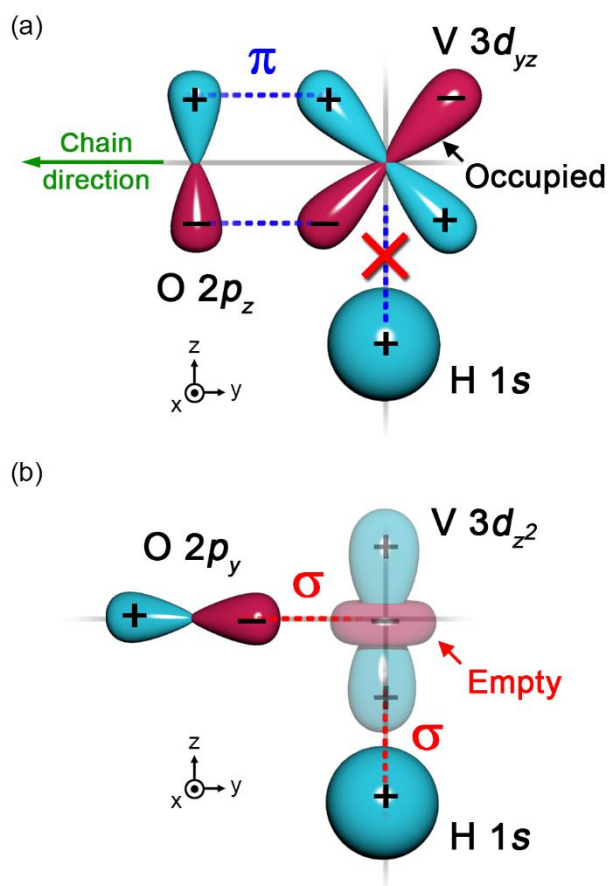 (a)
V 3d_yz
π
+ + −
Chain
direction
Occupied
− − +
O 2p_z
z
x y
+
H 1s
(b)
V 3d_z²
O 2p_y
+
σ
+ − −
Empty
+
σ
z
x y
+
H 1s